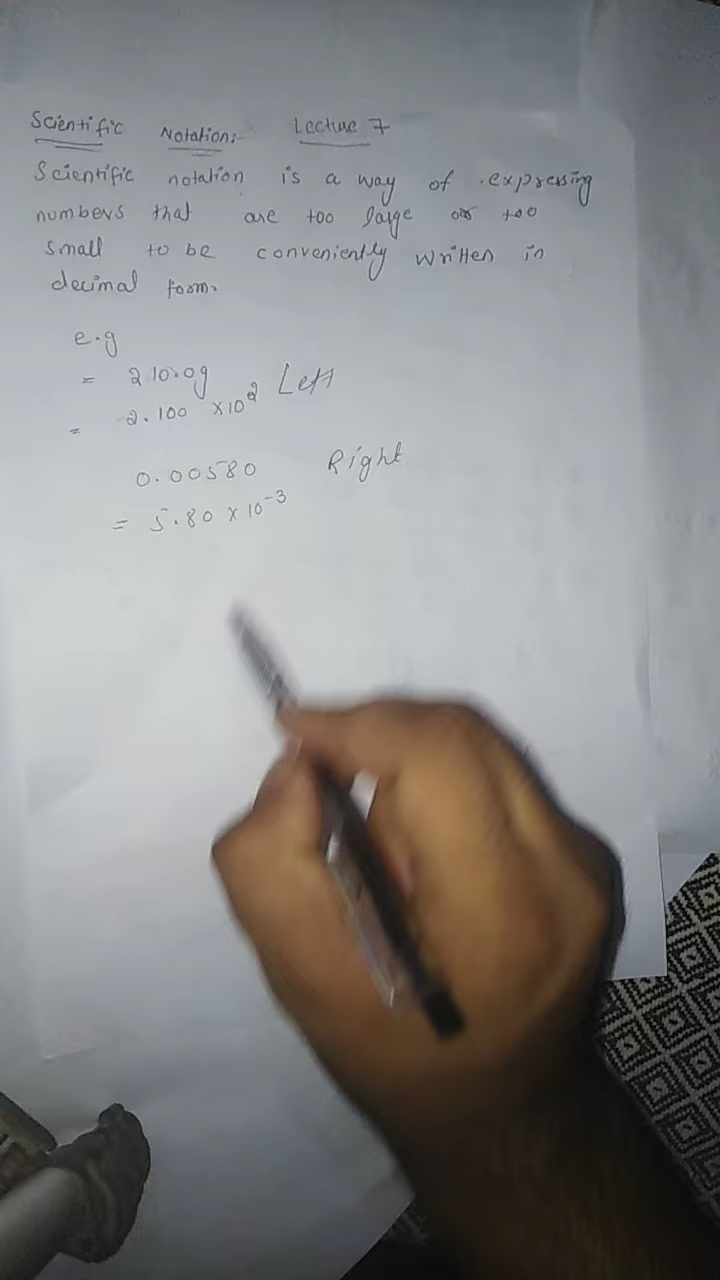 Scientific Notation:- Lecture 7
Scientific notation is a way of expressing
numbers that are too large or too
small to be conveniently written in
decimal form.
e.g
= 210.0g Left
= 2.100 ×10²
0.00580 Right
= 5.80 × 10⁻³